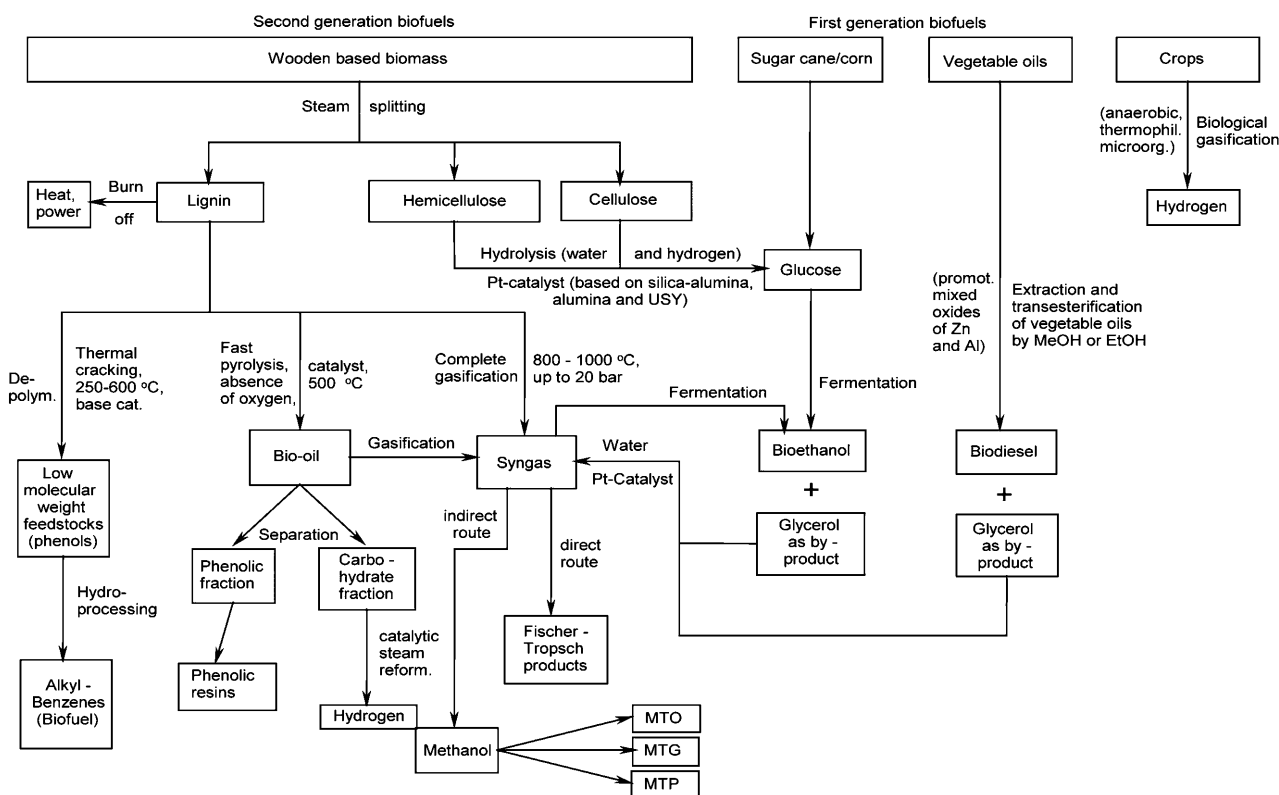 Second generation biofuels
First generation biofuels
Wooden based biomass
Sugar cane/corn
Vegetable oils
Crops
Steam splitting
(anaerobic,
thermophil.
microorg.)
Biological
gasification
Heat,
power
Burn
off
Lignin
Hemicellulose
Cellulose
Hydrogen
Hydrolysis (water and hydrogen)
Pt-catalyst (based on silica-alumina,
alumina and USY)
Glucose
(promot.
mixed
oxides
of Zn
and Al)
Extraction and
transesterification
of vegetable oils
by MeOH or EtOH
De-
polym.
Thermal
cracking,
250-600 ºC,
base cat.
Fast
pyrolysis,
absence
of oxygen,
catalyst,
500 ºC
Complete
gasification
800 - 1000 ºC,
up to 20 bar
Fermentation
Fermentation
Bio-oil
Gasification
Syngas
Water
Pt-Catalyst
Bioethanol
+
Glycerol
as by -
product
Biodiesel
+
Glycerol
as by -
product
Low
molecular
weight
feedstocks
(phenols)
Separation
indirect
route
direct
route
Phenolic
fraction
Carbo -
hydrate
fraction
Hydro-
processing
catalytic
steam
reform.
Fischer -
Tropsch
products
Alkyl -
Benzenes
(Biofuel)
Phenolic
resins
Hydrogen
Methanol
MTO
MTG
MTP